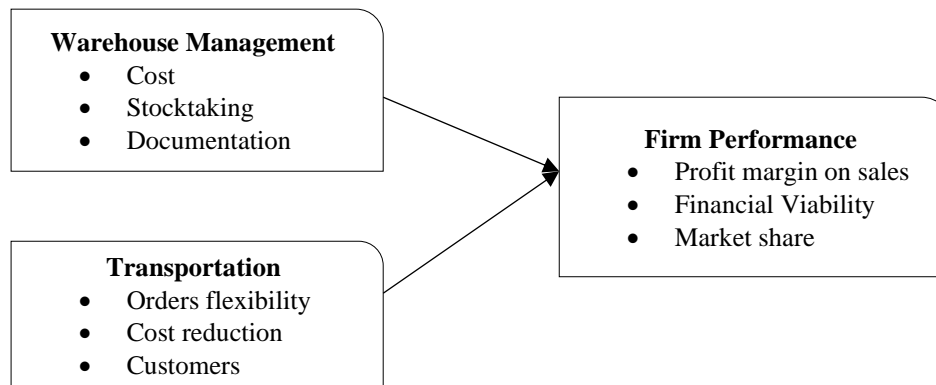 Warehouse Management
• Cost
• Stocktaking
• Documentation
Firm Performance
• Profit margin on sales
• Financial Viability
• Market share
Transportation
• Orders flexibility
• Cost reduction
• Customers